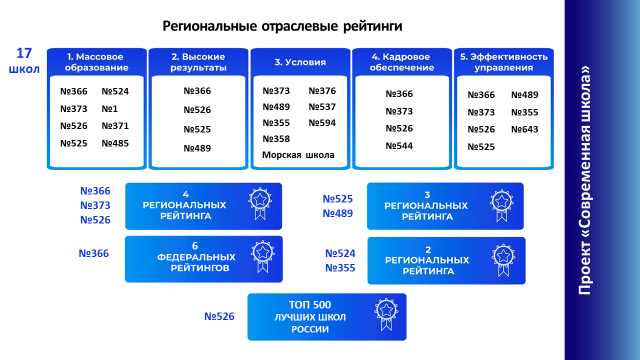 Региональные отраслевые рейтинги
17
школ
1. Массовое
образование
№366 №524
№373 №1
№526 №371
№525 №485
2. Высокие
результаты
№366
№526
№525
№489
3. Условия
№373 №376
№489 №537
№355 №594
№358
Морская школа
4. Кадровое
обеспечение
№366
№373
№526
№544
5. Эффективность
управления
№366 №489
№373 №355
№526 №643
№525
№366
№373
№526
4
РЕГИОНАЛЬНЫХ
РЕЙТИНГА
№525
№489
3
РЕГИОНАЛЬНЫХ
РЕЙТИНГА
№366
6
ФЕДЕРАЛЬНЫХ
РЕЙТИНГОВ
№524
№355
2
РЕГИОНАЛЬНЫХ
РЕЙТИНГА
№526
ТОП 500
ЛУЧШИХ ШКОЛ
РОССИИ
Проект «Современная школа»